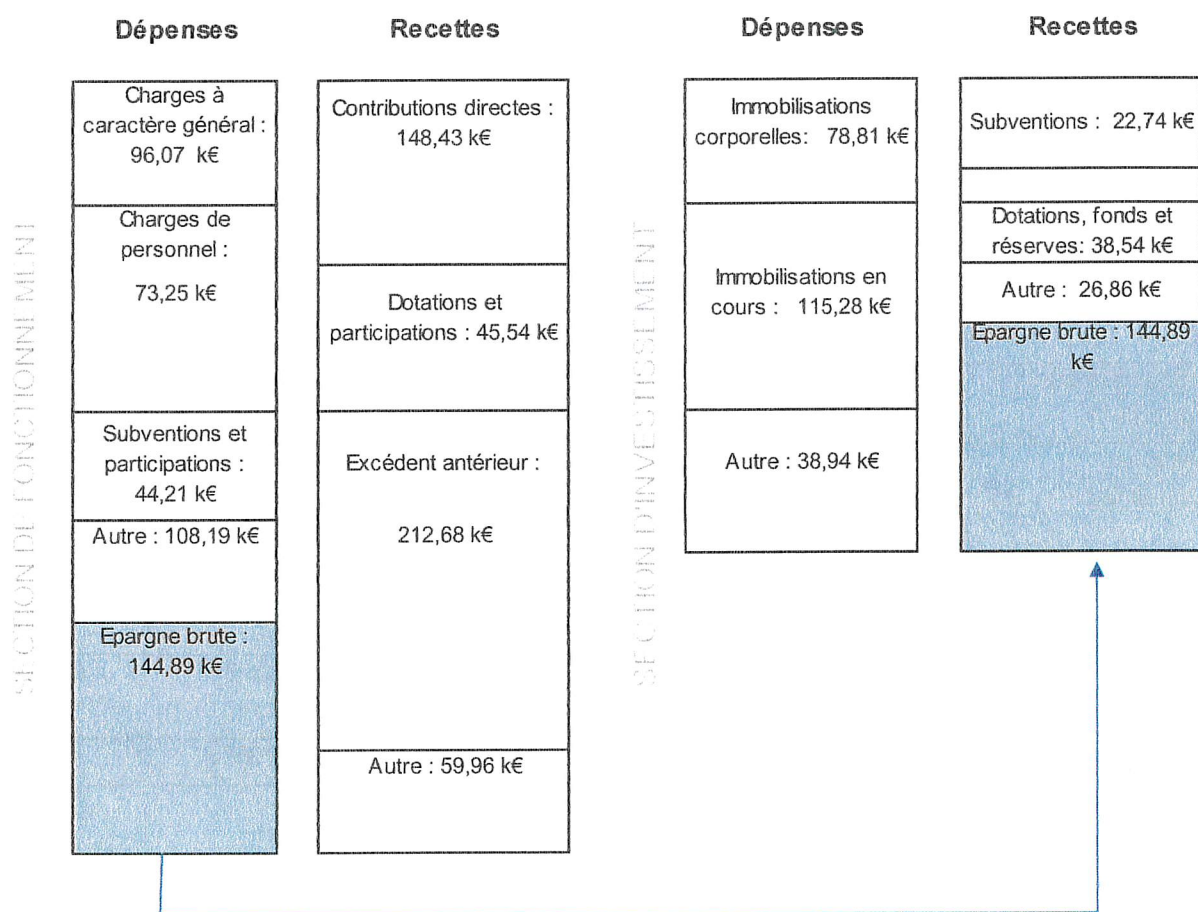 Dépenses
Recettes
Charges à
caractère général :
96,07 k€
Charges de
personnel :
73,25 k€
Subventions et
participations :
44,21 k€
Autre : 108,19 k€
Epargne brute :
144,89 k€
Contributions directes :
148,43 k€
Dotations et
participations : 45,54 k€
Excédent antérieur :
212,68 k€
Autre : 59,96 k€
SECTION D'INVESTISSEMENT
Dépenses
Recettes
Immobilisations
corporelles: 78,81 k€
Immobilisations en
cours : 115,28 k€
Autre : 38,94 k€
Subventions : 22,74 k€
Dotations, fonds et
réserves: 38,54 k€
Autre : 26,86 k€
Epargne brute : 144,89
k€